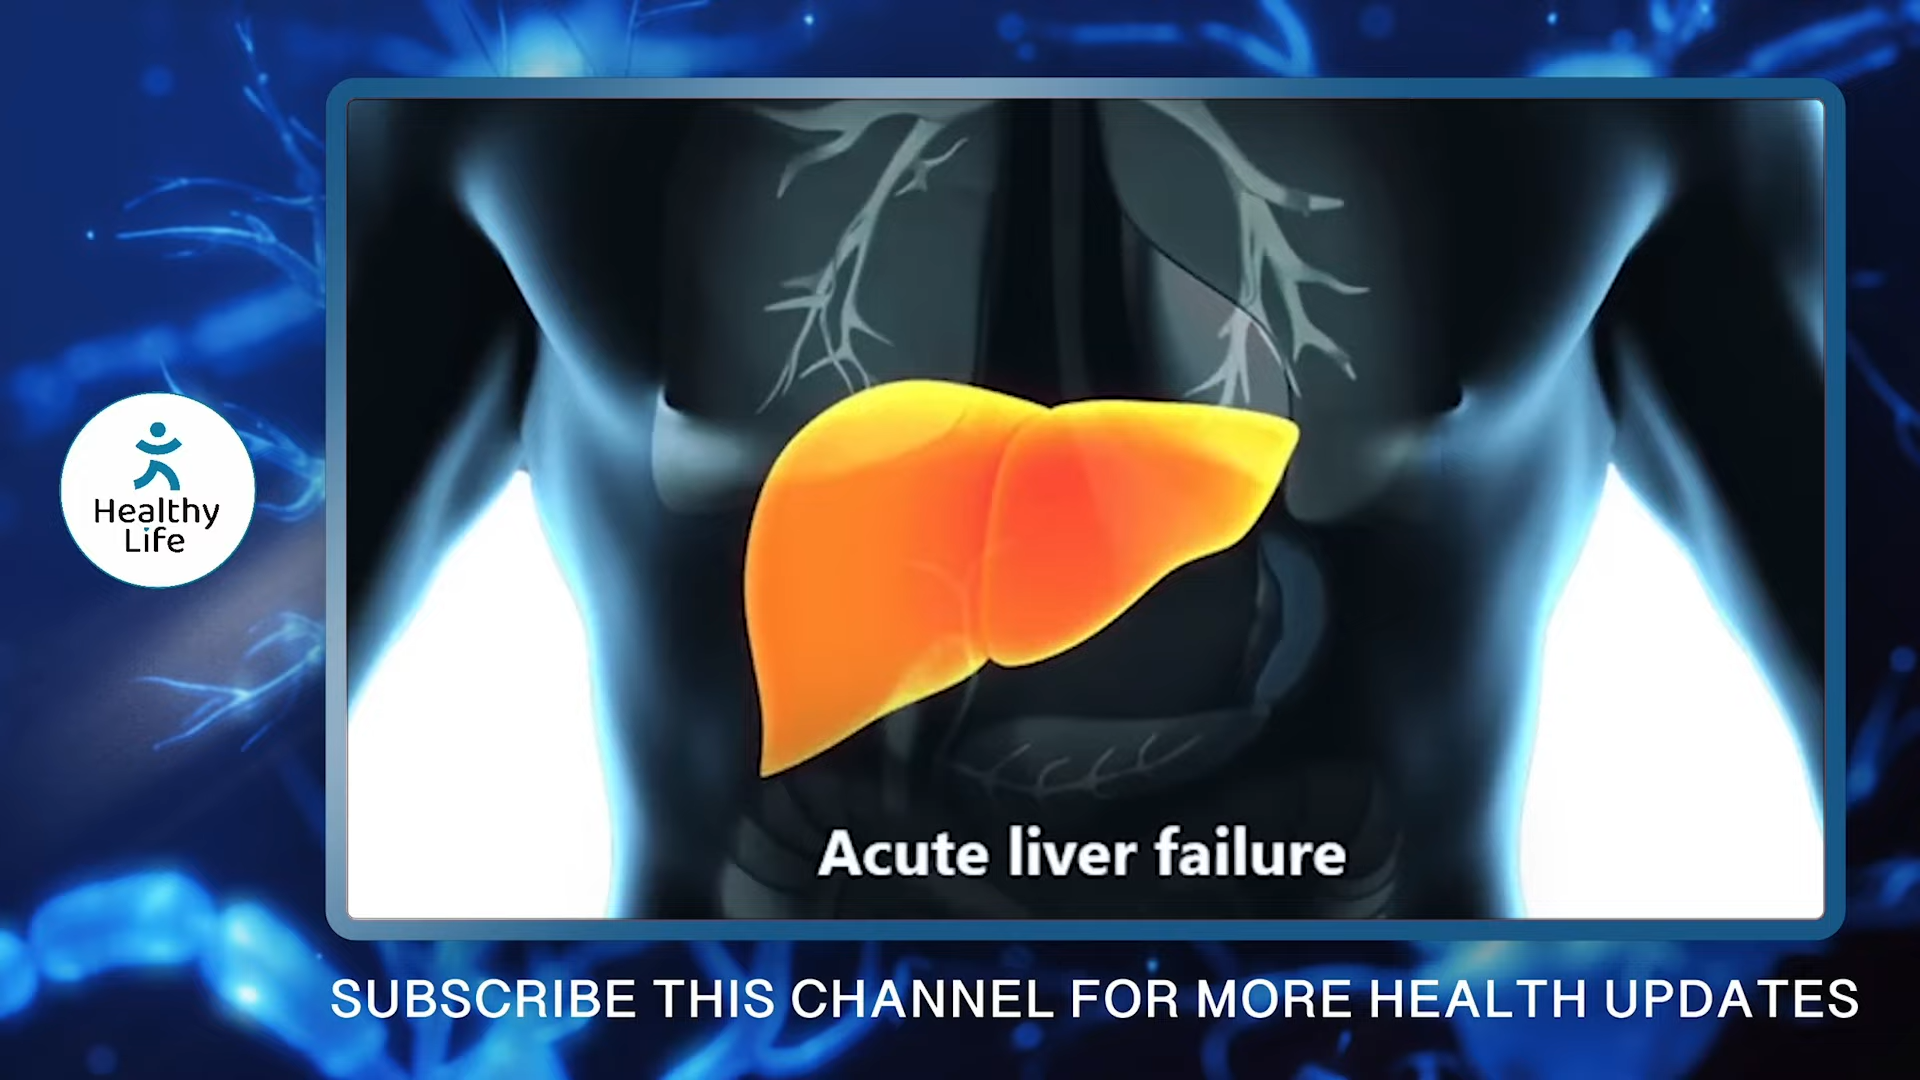 Healthy
Life
Acute liver failure
SUBSCRIBE THIS CHANNEL FOR MORE HEALTH UPDATES